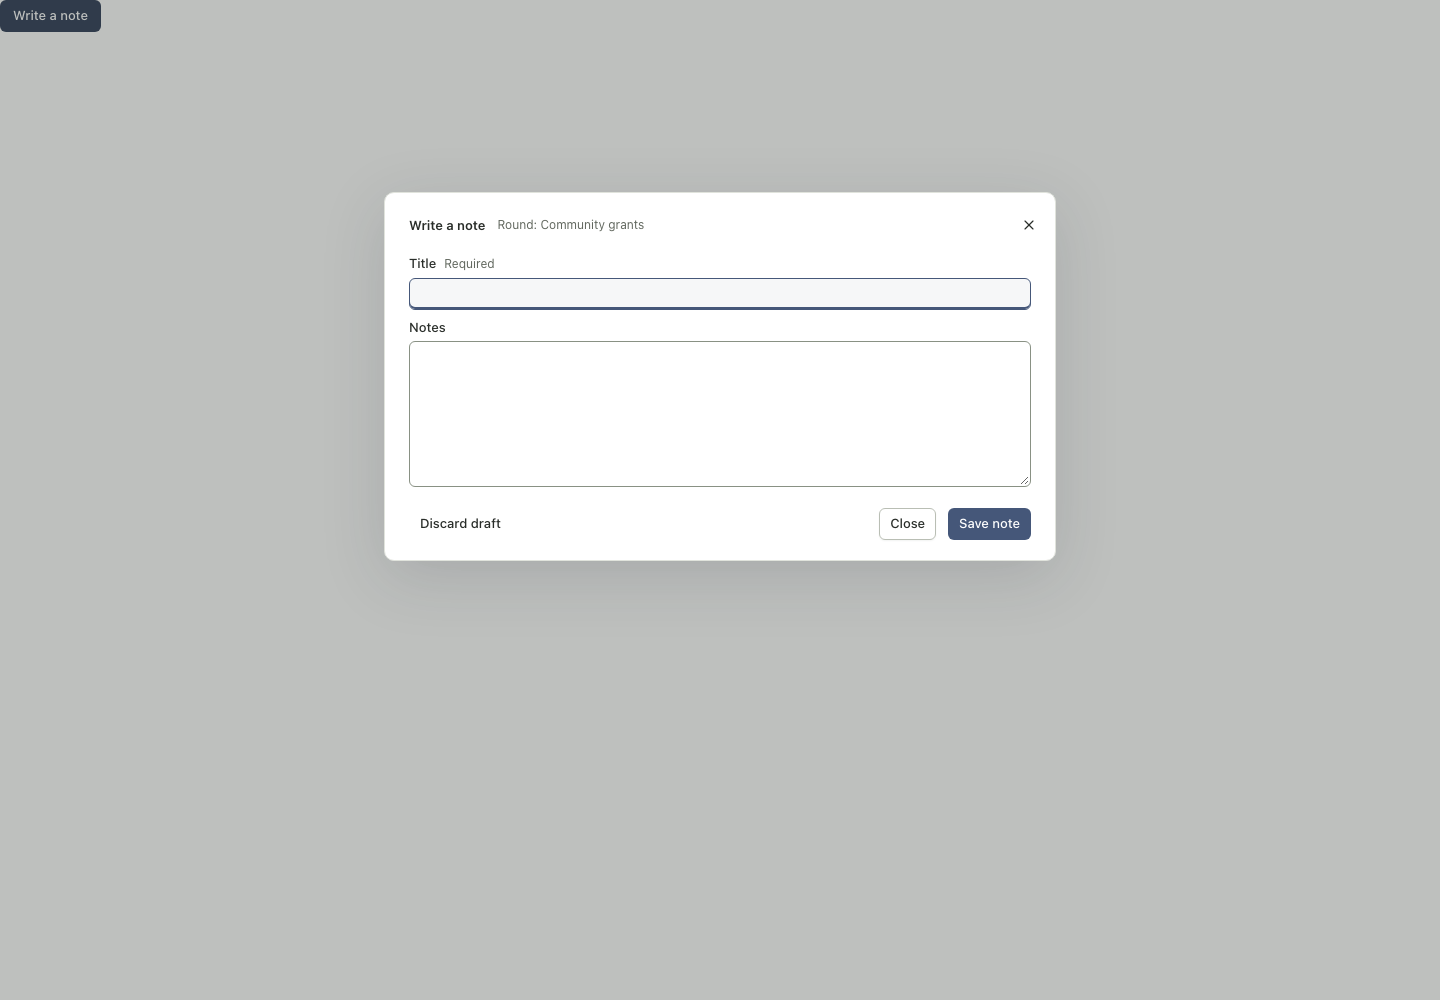 Write a note
Write a note Round: Community grants
Title Required
Notes
Discard draft Close Save note